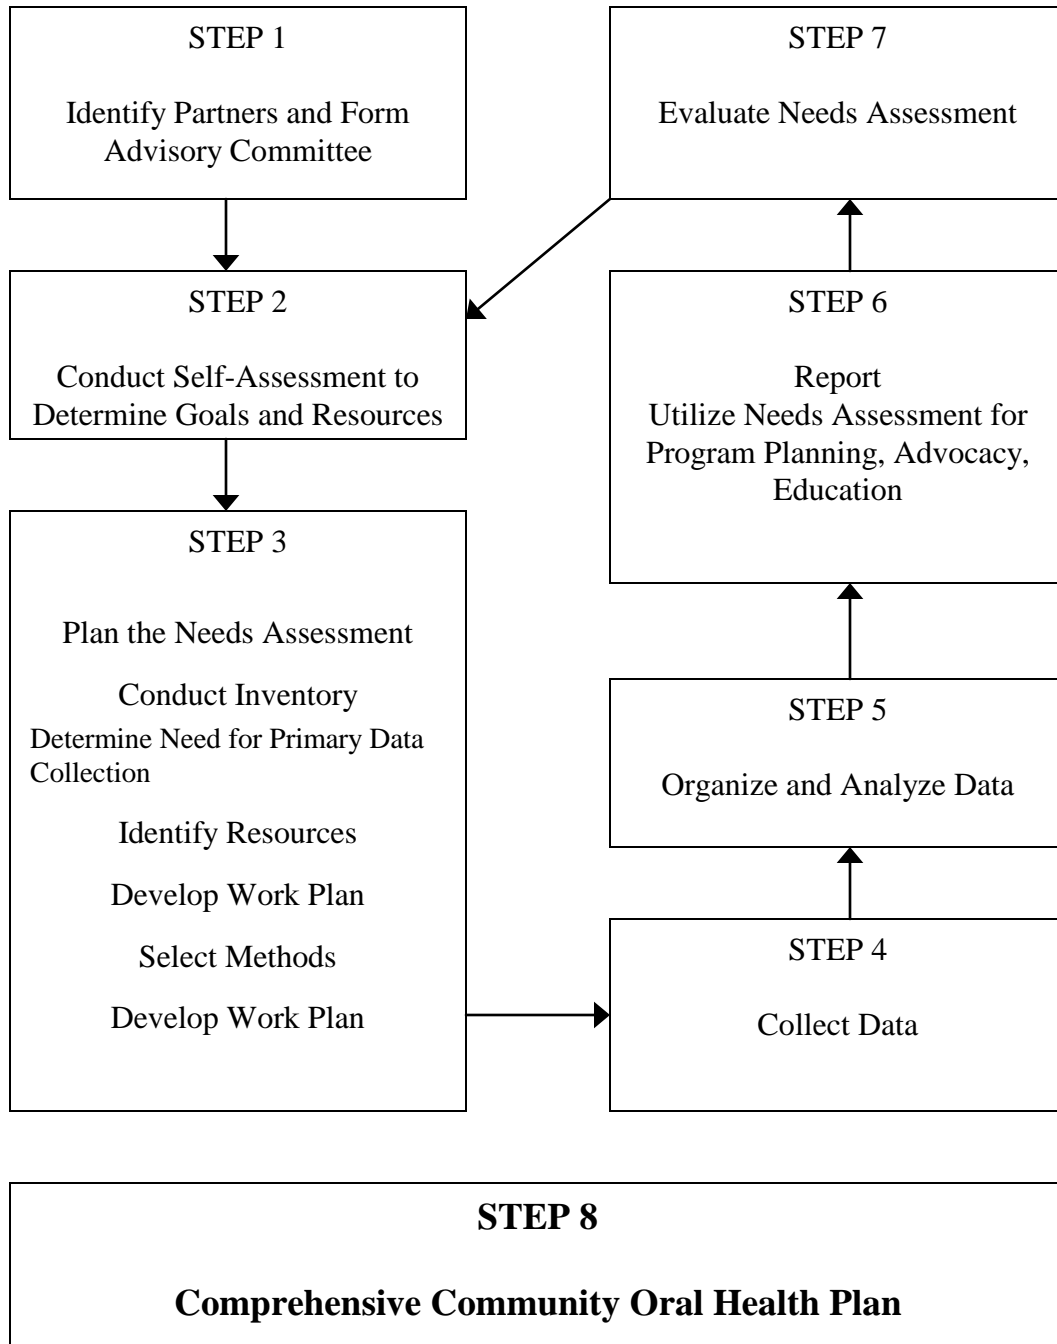 STEP 1
Identify Partners and Form
Advisory Committee
STEP 2
Conduct Self-Assessment to
Determine Goals and Resources
STEP 3
Plan the Needs Assessment
Conduct Inventory
Determine Need for Primary Data
Collection
Identify Resources
Develop Work Plan
Select Methods
Develop Work Plan
STEP 4
Collect Data
STEP 5
Organize and Analyze Data
STEP 6
Report
Utilize Needs Assessment for
Program Planning, Advocacy,
Education
STEP 7
Evaluate Needs Assessment
STEP 8
Comprehensive Community Oral Health Plan